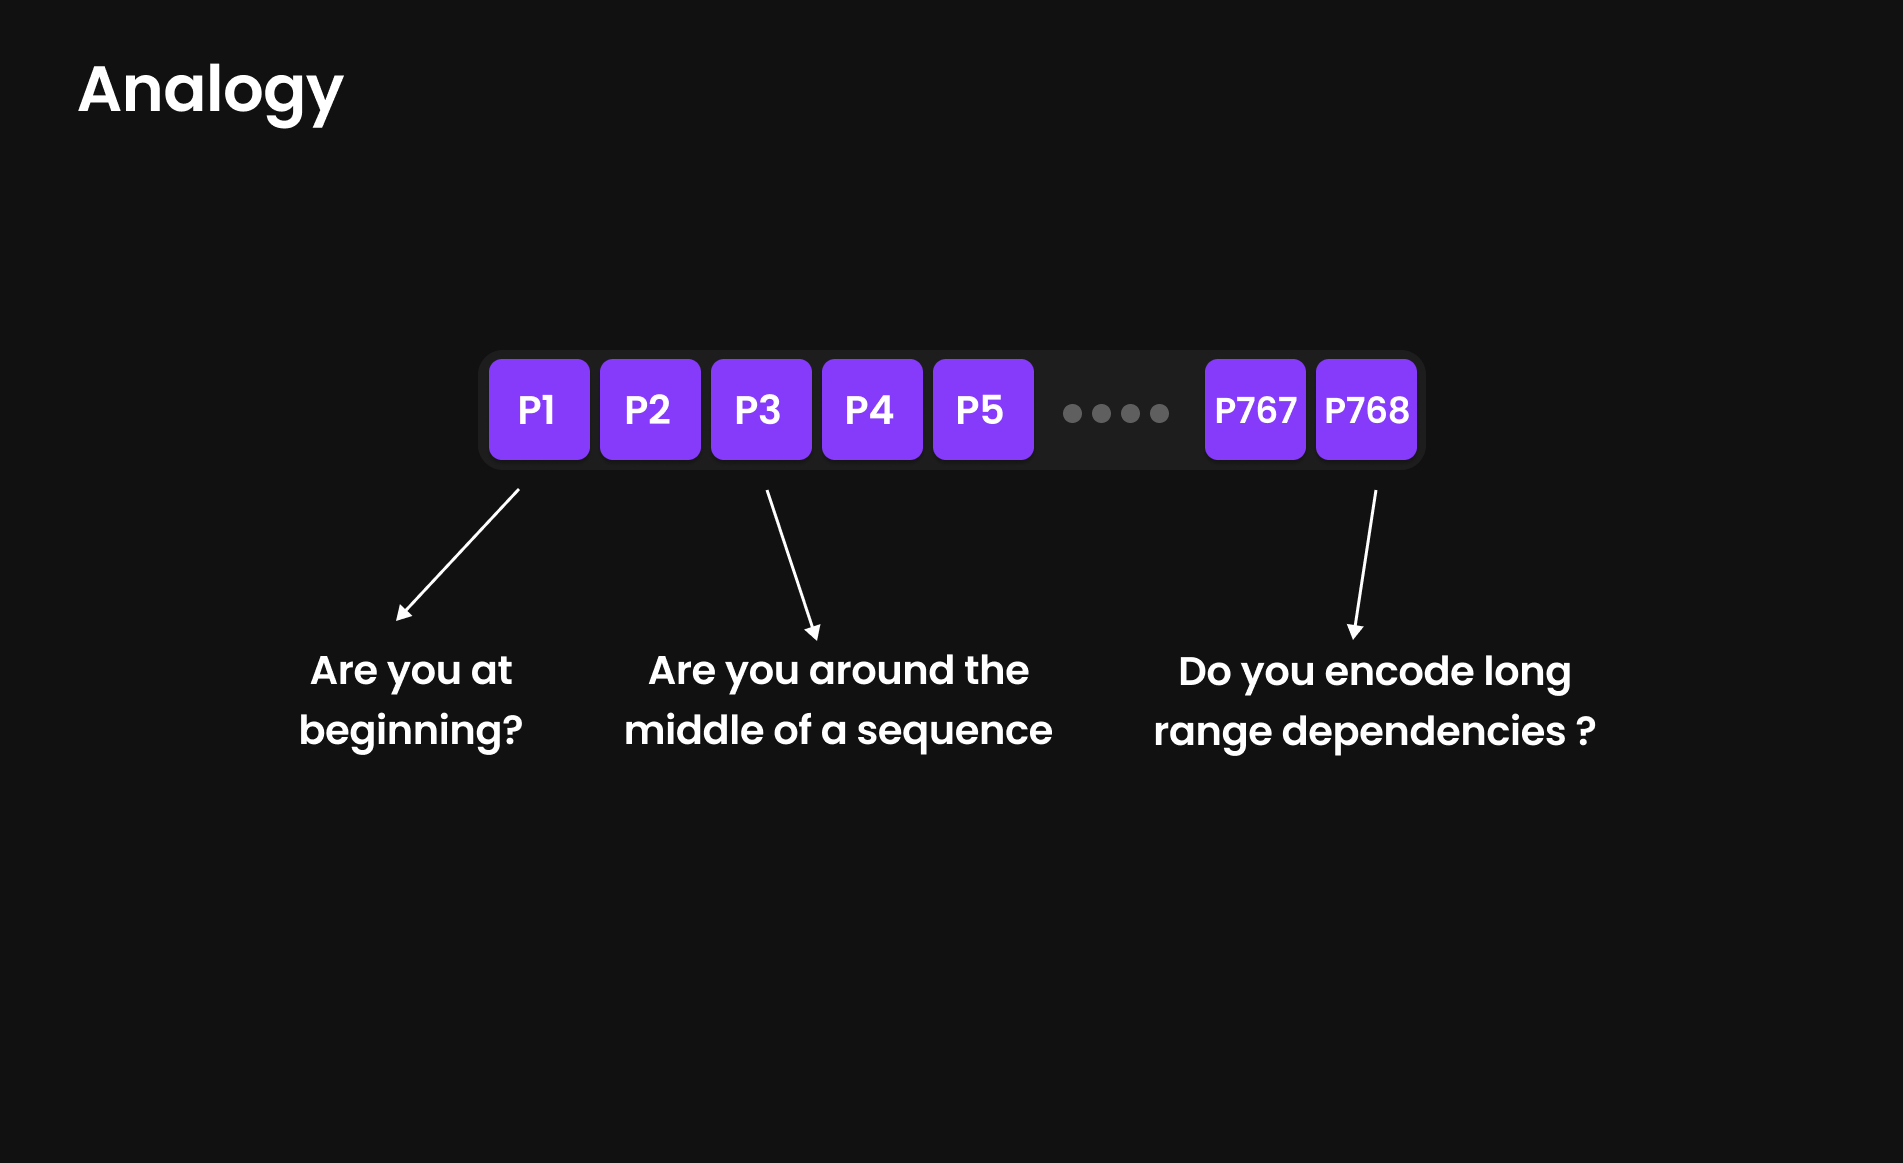 Analogy
P1 P2 P3 P4 P5 P767 P768
Are you at
beginning?
Are you around the
middle of a sequence
Do you encode long
range dependencies ?